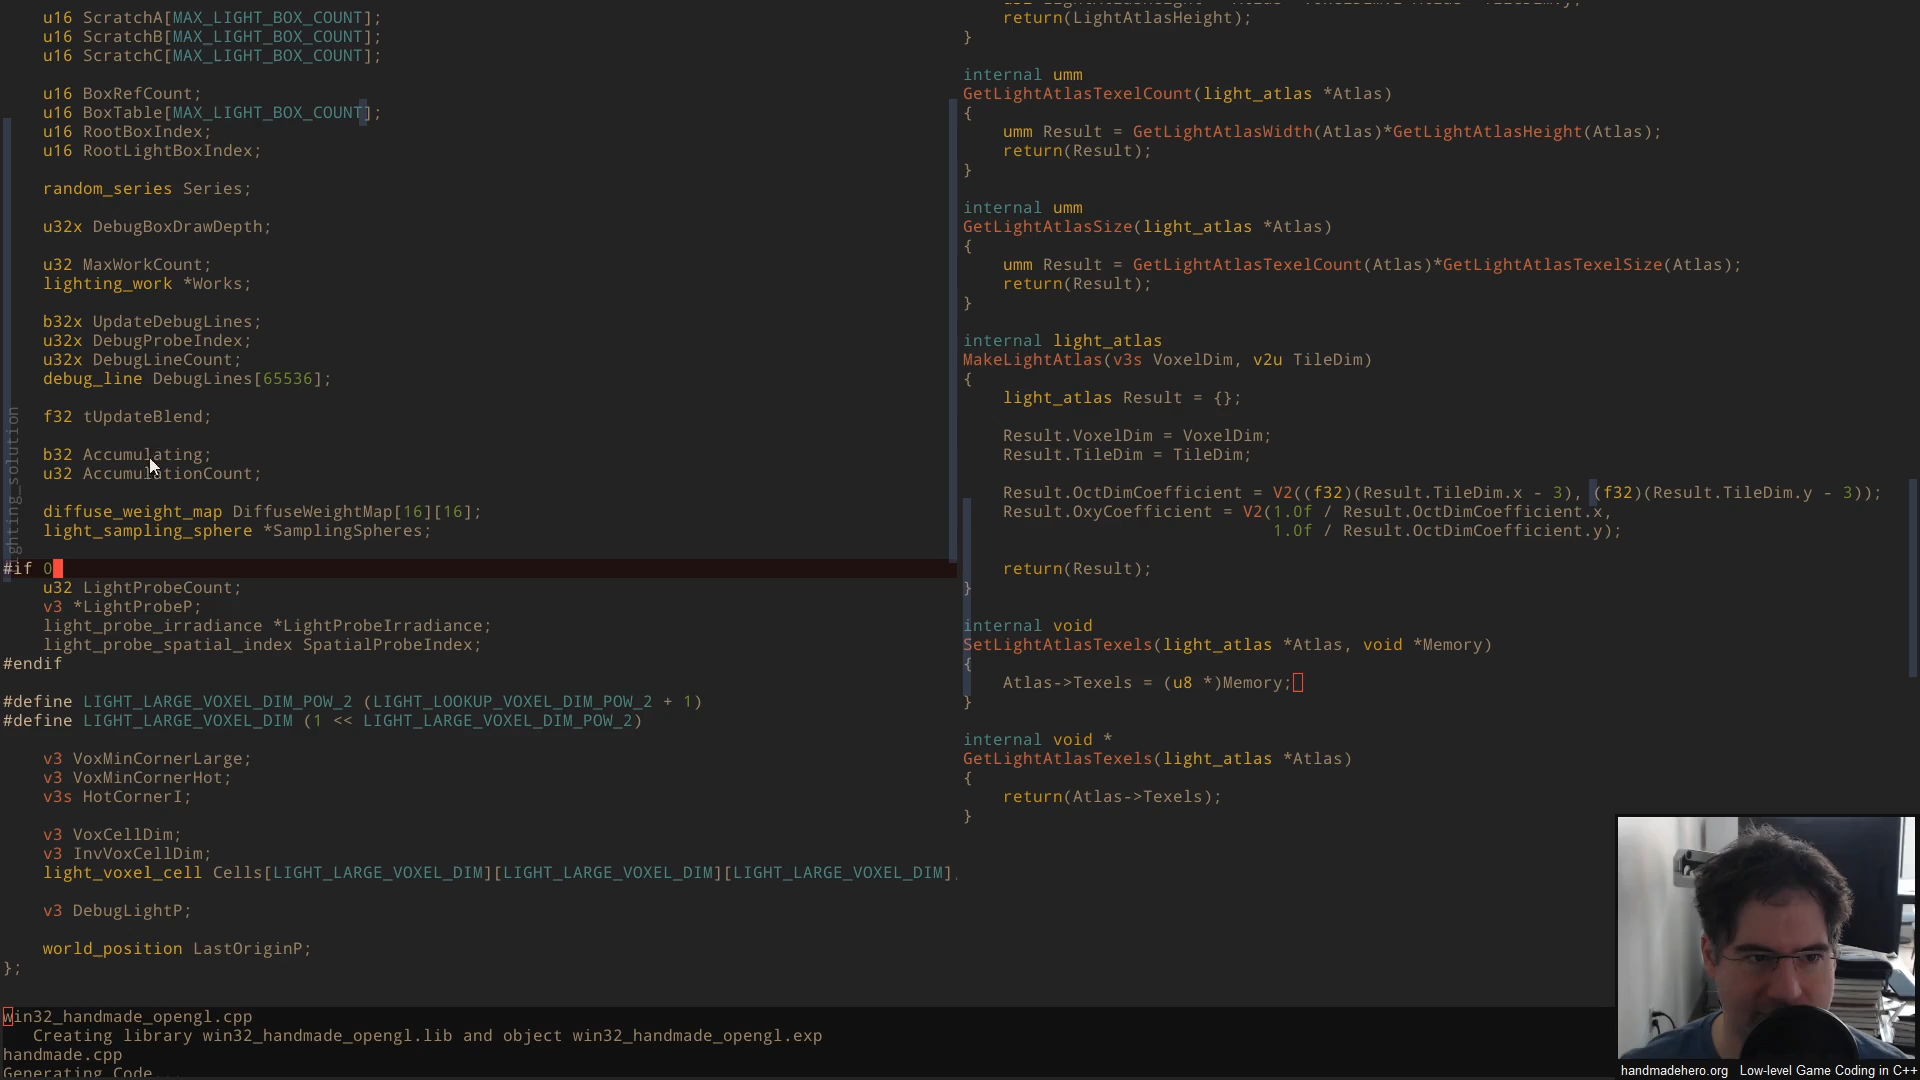 u16 ScratchA[MAX_LIGHT_BOX_COUNT];
u16 ScratchB[MAX_LIGHT_BOX_COUNT];
u16 ScratchC[MAX_LIGHT_BOX_COUNT];
u16 BoxRefCount;
u16 BoxTable[MAX_LIGHT_BOX_COUNT];
u16 RootBoxIndex;
u16 RootLightBoxIndex;
random_series Series;
u32x DebugBoxDrawDepth;
u32 MaxWorkCount;
lighting_work *Works;
b32x UpdateDebugLines;
u32x DebugProbeIndex;
u32x DebugLineCount;
debug_line DebugLines[65536];
f32 tUpdateBlend;
b32 Accumulating;
u32 AccumulationCount;
diffuse_weight_map DiffuseWeightMap[16][16];
light_sampling_sphere *SamplingSpheres;
#if 0
u32 LightProbeCount;
v3 *LightProbeP;
light_probe_irradiance *LightProbeIrradiance;
light_probe_spatial_index SpatialProbeIndex;
#endif
#define LIGHT_LARGE_VOXEL_DIM_POW_2 (LIGHT_LOOKUP_VOXEL_DIM_POW_2 + 1)
#define LIGHT_LARGE_VOXEL_DIM (1 << LIGHT_LARGE_VOXEL_DIM_POW_2)
v3 VoxMinCornerLarge;
v3 VoxMinCornerHot;
v3s HotCornerI;
v3 VoxCellDim;
v3 InvVoxCellDim;
light_voxel_cell Cells[LIGHT_LARGE_VOXEL_DIM][LIGHT_LARGE_VOXEL_DIM][LIGHT_LARGE_VOXEL_DIM]
v3 DebugLightP;
world_position LastOriginP;
};
win32_handmade_opengl.cpp
Creating library win32_handmade_opengl.lib and object win32_handmade_opengl.exp
handmade.cpp
Generating Code...
return(LightAtlasHeight);
}
internal umm
GetLightAtlasTexelCount(light_atlas *Atlas)
{
umm Result = GetLightAtlasWidth(Atlas)*GetLightAtlasHeight(Atlas);
return(Result);
}
internal umm
GetLightAtlasSize(light_atlas *Atlas)
{
umm Result = GetLightAtlasTexelCount(Atlas)*GetLightAtlasTexelSize(Atlas);
return(Result);
}
internal light_atlas
MakeLightAtlas(v3s VoxelDim, v2u TileDim)
{
light_atlas Result = {};
Result.VoxelDim = VoxelDim;
Result.TileDim = TileDim;
Result.OctDimCoefficient = V2((f32)(Result.TileDim.x - 3), (f32)(Result.TileDim.y - 3));
Result.OxyCoefficient = V2(1.0f / Result.OctDimCoefficient.x,
1.0f / Result.OctDimCoefficient.y);
return(Result);
}
internal void
SetLightAtlasTexels(light_atlas *Atlas, void *Memory)
{
Atlas->Texels = (u8 *)Memory;
}
internal void *
GetLightAtlasTexels(light_atlas *Atlas)
{
return(Atlas->Texels);
}
handmadehero.org Low-level Game Coding in C++